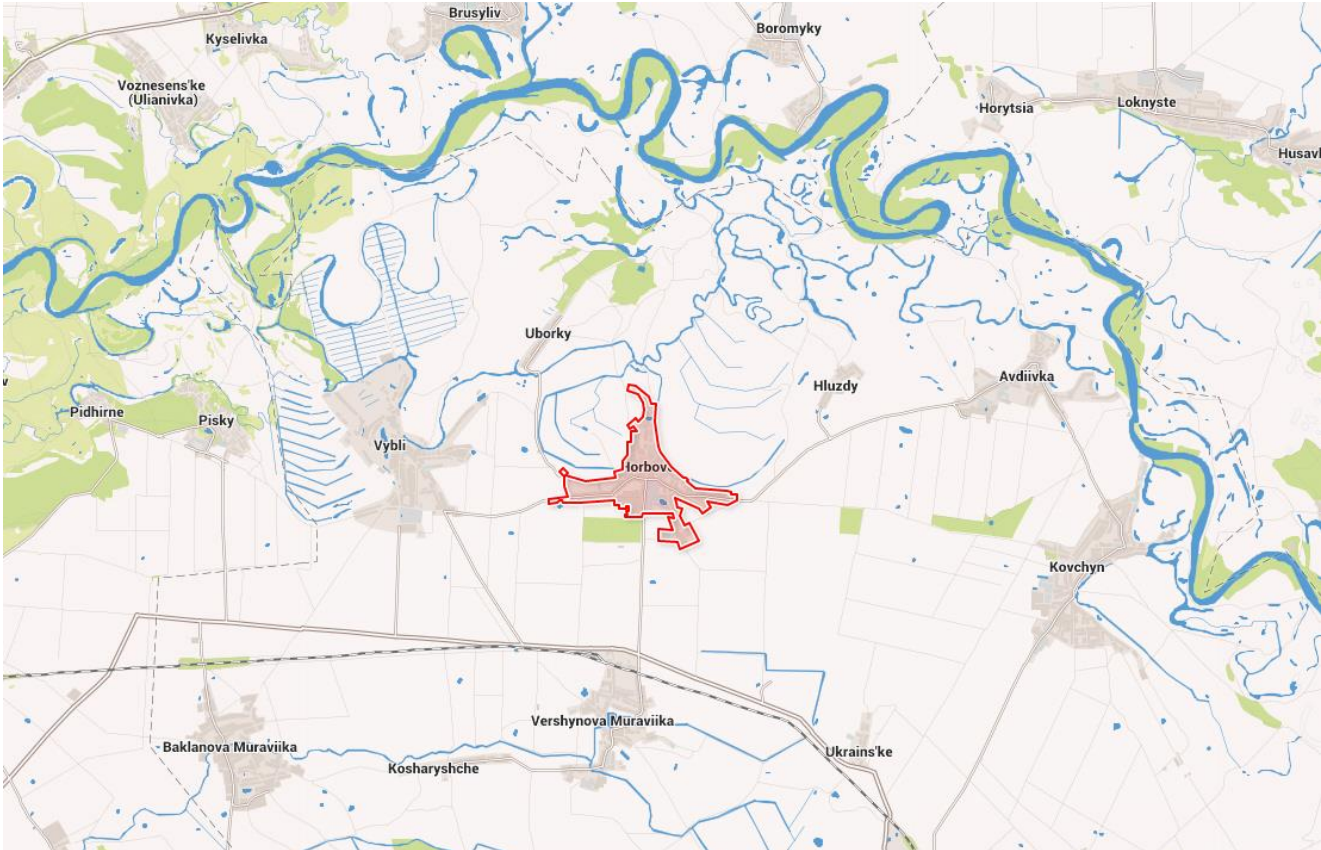 Brusyliv
Kyselivka
Boromyky
Voznesens'ke
(Ulianivka)
Horytsia
Loknyste
Uborky
Hluzdy
Avdiivka
Pidhirne
Pisky
Vybli
Kovchyn
Vershynova Muraviika
Baklanova Muraviika
Ukrains'ke
Kosharyshche